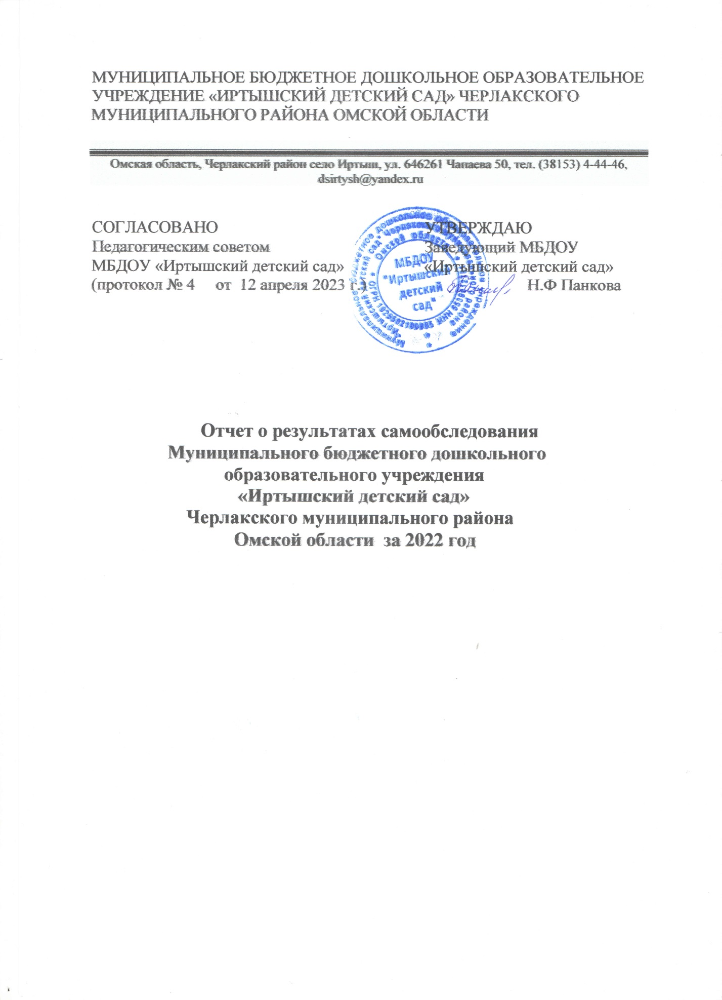 МУНИЦИПАЛЬНОЕ БЮДЖЕТНОЕ ДОШКОЛЬНОЕ ОБРАЗОВАТЕЛЬНОЕ
УЧРЕЖДЕНИЕ «ИРТЫШСКИЙ ДЕТСКИЙ САД» ЧЕРЛАКСКОГО
МУНИЦИПАЛЬНОГО РАЙОНА ОМСКОЙ ОБЛАСТИ
Омская область, Черлакский район село Иртыш, ул. 646261 Чапаева 50, тел. (38153) 4-44-46,
dsirtysh@yandex.ru
СОГЛАСОВАНО
Педагогическим советом
МБДОУ «Иртышский детский сад»
(протокол № 4 от 12 апреля 2023 г.)
УТВЕРЖДАЮ
Заведующий МБДОУ
«Иртышский детский сад»
Н.Ф Панкова
МБДОУ
"Иртышский
детский
сад"
Отчет о результатах самообследования
Муниципального бюджетного дошкольного
образовательного учреждения
«Иртышский детский сад»
Черлакского муниципального района
Омской области за 2022 год